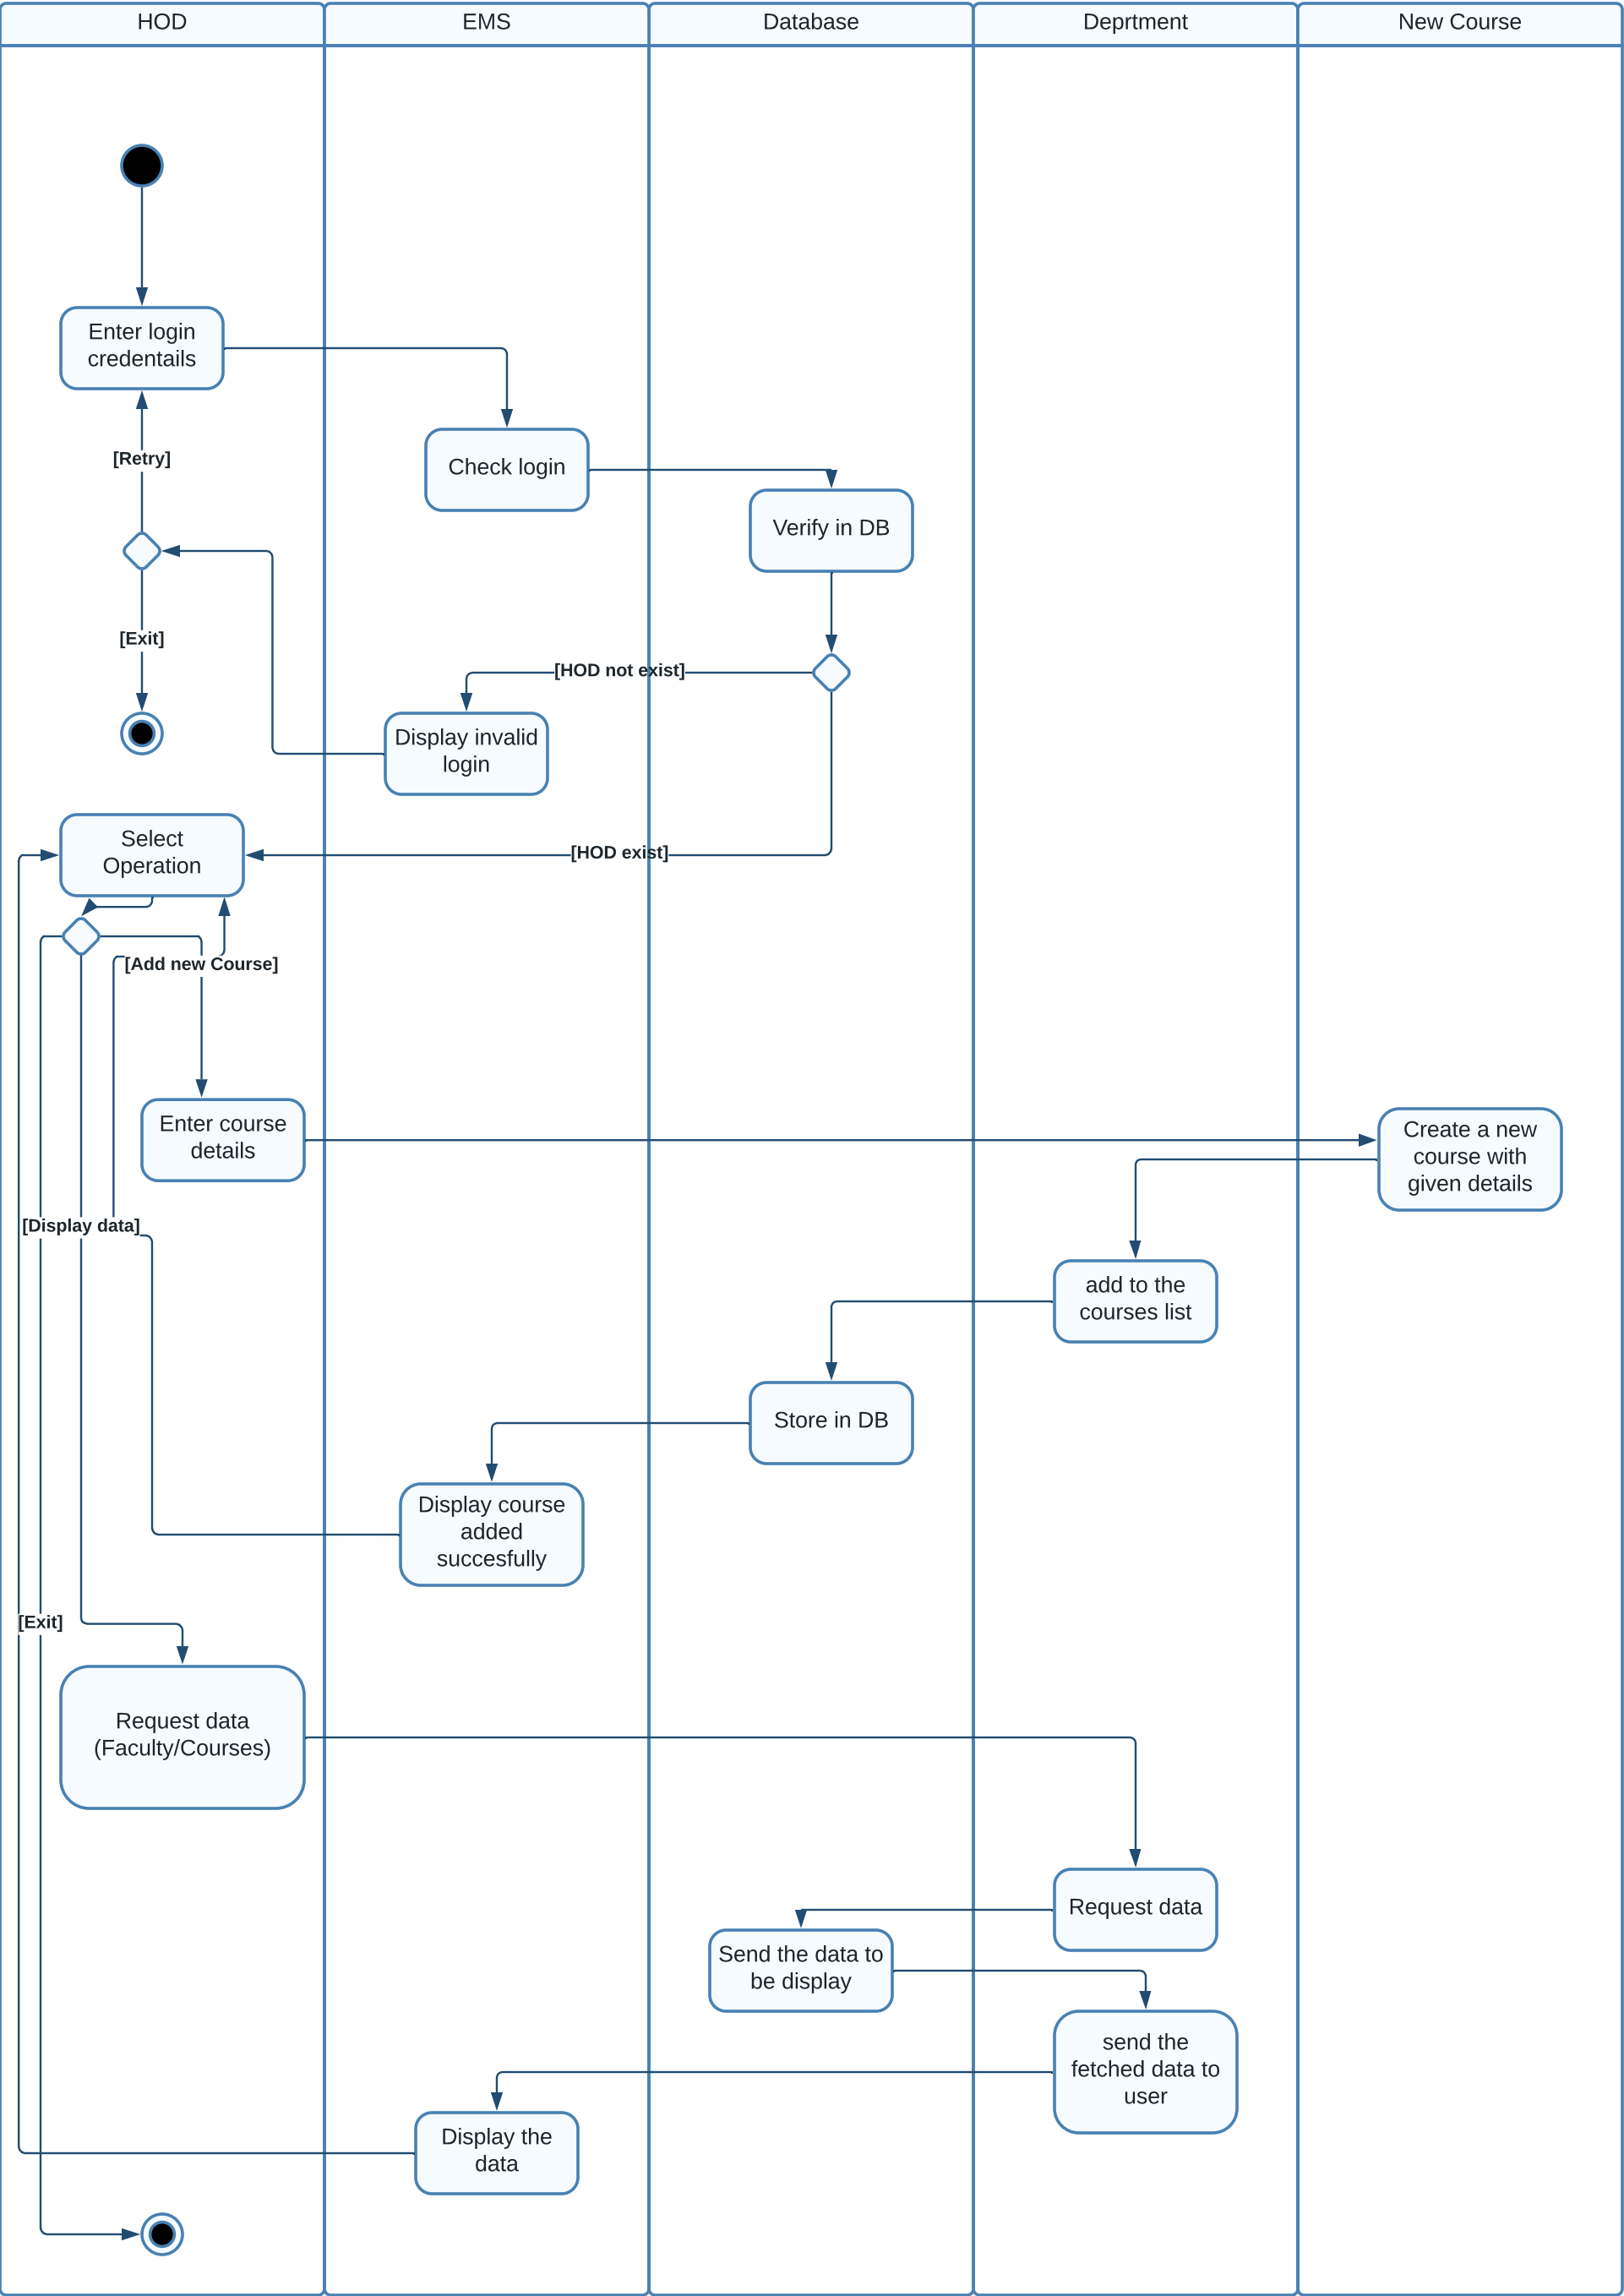 HOD
EMS
Database
Deprtment
New Course
Enter login
credentails
[Retry]
Check login
Verify in DB
[Exit]
[HOD not exist]
Display invalid
login
Select
Operation
[HOD exist]
[Add new Course]
Enter course
details
Create a new
course with
given details
[Display data]
add to the
courses list
Store in DB
Display course
added
succesfully
[Exit]
Request data
(Faculty/Courses)
Request data
Send the data to
be display
send the
fetched data to
user
Display the
data